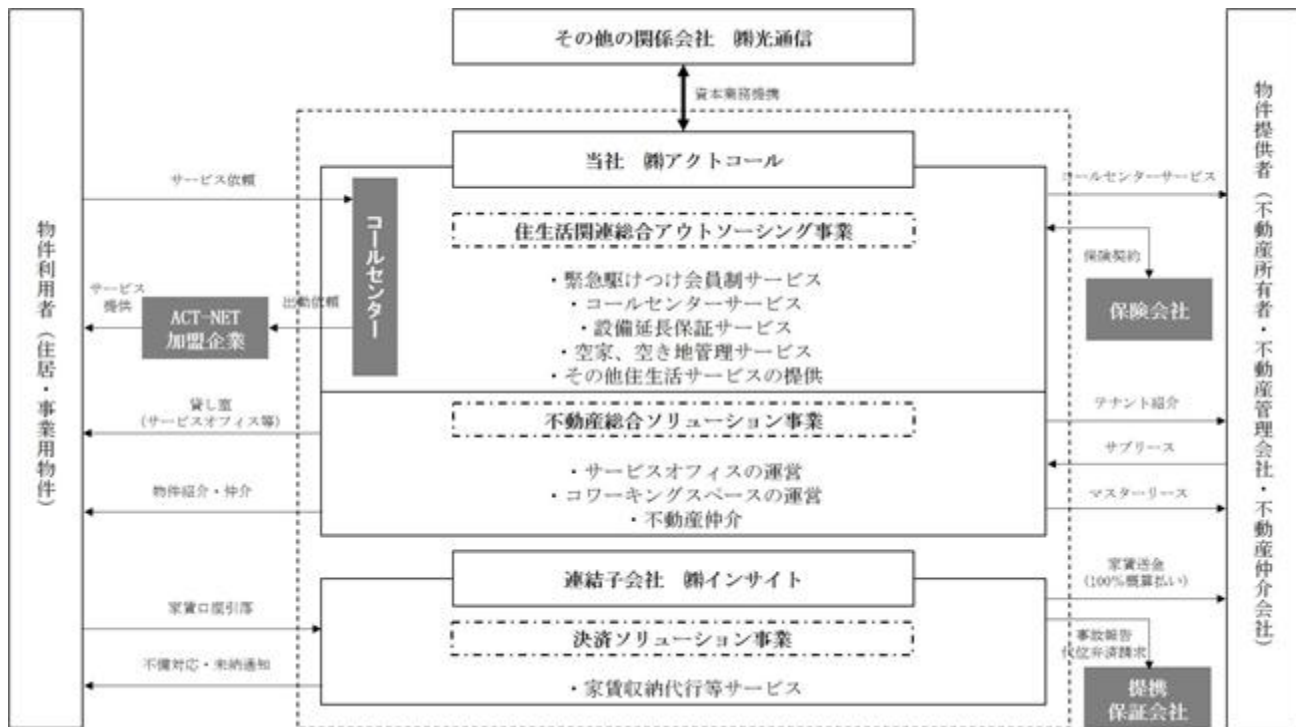 その他の関係会社 ㈱光通信
資本業務提携
当社 ㈱アクトコール
サービス依頼
コールセンター
コールセンターサービス
住生活関連総合アウトソーシング事業
保険契約
保険会社
・緊急駆けつけ会員制サービス
・コールセンターサービス
・設備延長保証サービス
・空家、空き地管理サービス
・その他住生活サービスの提供
サービス
提供
ACT-NET
加盟企業
出動依頼
物件利用者（住居・事業用物件）
物件提供者（不動産所有者・不動産管理会社・不動産仲介会社）
貸し室
(サービスオフィス等)
不動産総合ソリューション事業
テナント紹介
サブリース
・サービスオフィスの運営
・コワーキングスペースの運営
・不動産仲介
物件紹介・仲介
マスターリース
連結子会社 ㈱インサイト
家賃送金
(100%概算払い)
家賃口座引落
決済ソリューション事業
事故報告
代位弁済請求
不備対応・未納通知
・家賃収納代行等サービス
提携
保証会社